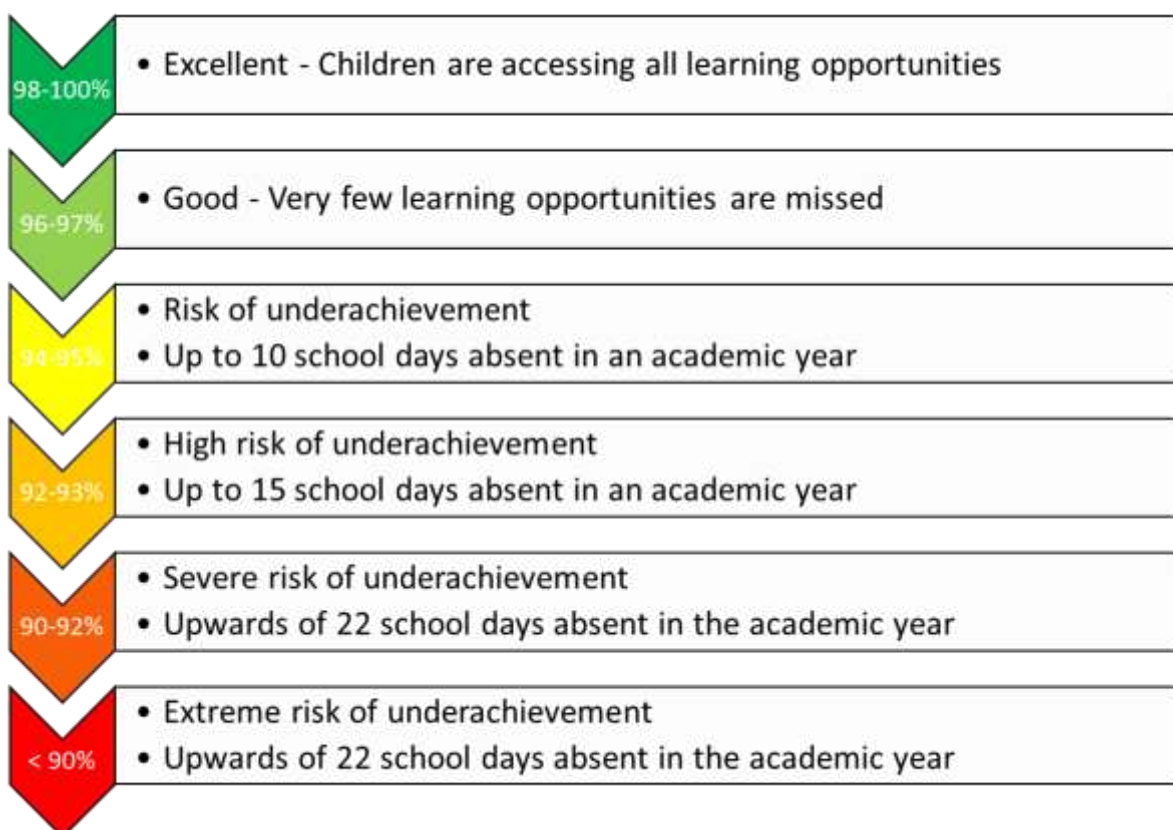 98-100%
• Excellent - Children are accessing all learning opportunities
96-97%
• Good - Very few learning opportunities are missed
94-95%
• Risk of underachievement
• Up to 10 school days absent in an academic year
92-93%
• High risk of underachievement
• Up to 15 school days absent in an academic year
90-92%
• Severe risk of underachievement
• Upwards of 22 school days absent in the academic year
< 90%
• Extreme risk of underachievement
• Upwards of 22 school days absent in the academic year